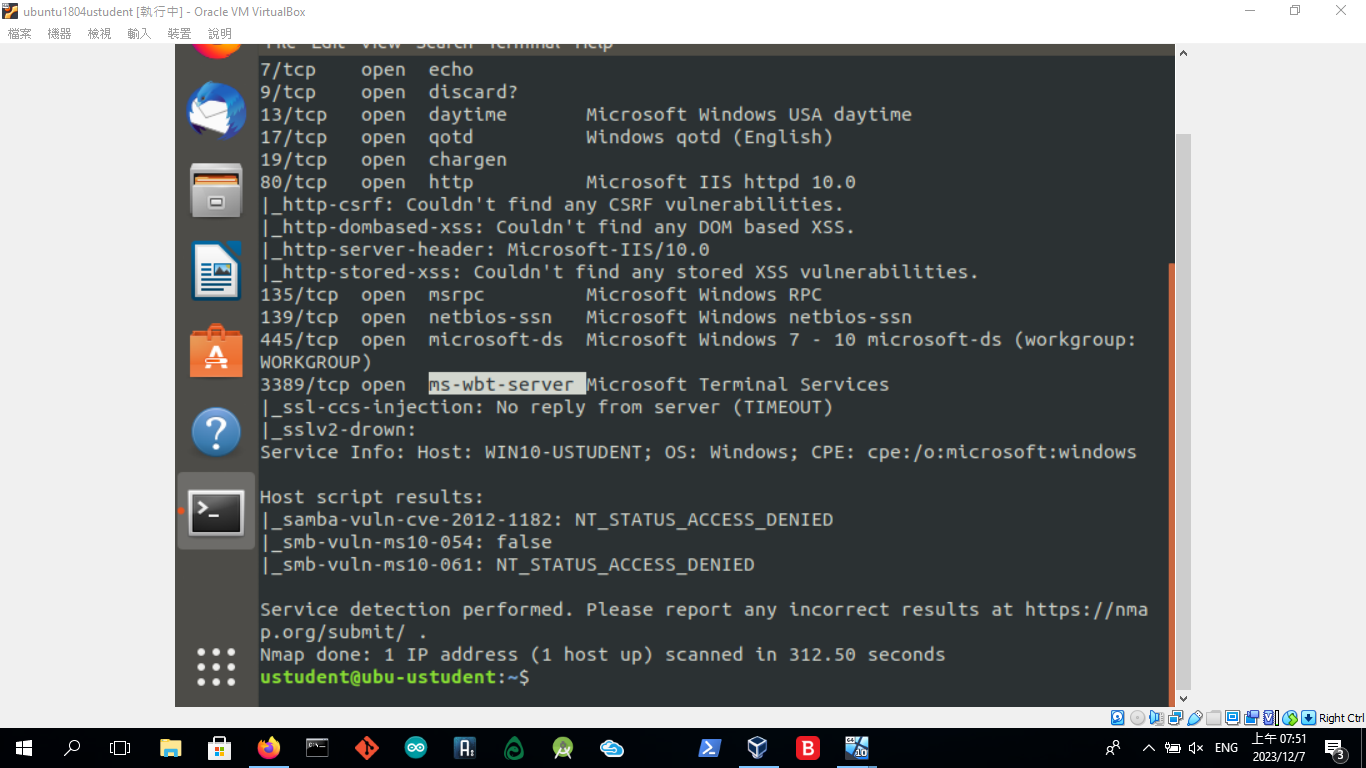 ubuntu1804ustudent [執行中] - Oracle VM VirtualBox
檔案 機器 檢視 輸入 裝置 說明
File Edit View Search Terminal Help
7/tcp open echo
9/tcp open discard?
13/tcp open daytime Microsoft Windows USA daytime
17/tcp open qotd Windows qotd (English)
19/tcp open chargen
80/tcp open http Microsoft IIS httpd 10.0
|_http-csrf: Couldn't find any CSRF vulnerabilities.
|_http-dombased-xss: Couldn't find any DOM based XSS.
|_http-server-header: Microsoft-IIS/10.0
|_http-stored-xss: Couldn't find any stored XSS vulnerabilities.
135/tcp open msrpc Microsoft Windows RPC
139/tcp open netbios-ssn Microsoft Windows netbios-ssn
445/tcp open microsoft-ds Microsoft Windows 7 - 10 microsoft-ds (workgroup:
WORKGROUP)
3389/tcp open ms-wbt-server Microsoft Terminal Services
|_ssl-ccs-injection: No reply from server (TIMEOUT)
|_sslv2-drown:
Service Info: Host: WIN10-USTUDENT; OS: Windows; CPE: cpe:/o:microsoft:windows
Host script results:
|_samba-vuln-cve-2012-1182: NT_STATUS_ACCESS_DENIED
|_smb-vuln-ms10-054: false
|_smb-vuln-ms10-061: NT_STATUS_ACCESS_DENIED
Service detection performed. Please report any incorrect results at https://nma
p.org/submit/ .
Nmap done: 1 IP address (1 host up) scanned in 312.50 seconds
ustudent@ubu-ustudent:~$
Right Ctrl
ENG
上午 07:51
2023/12/7
3